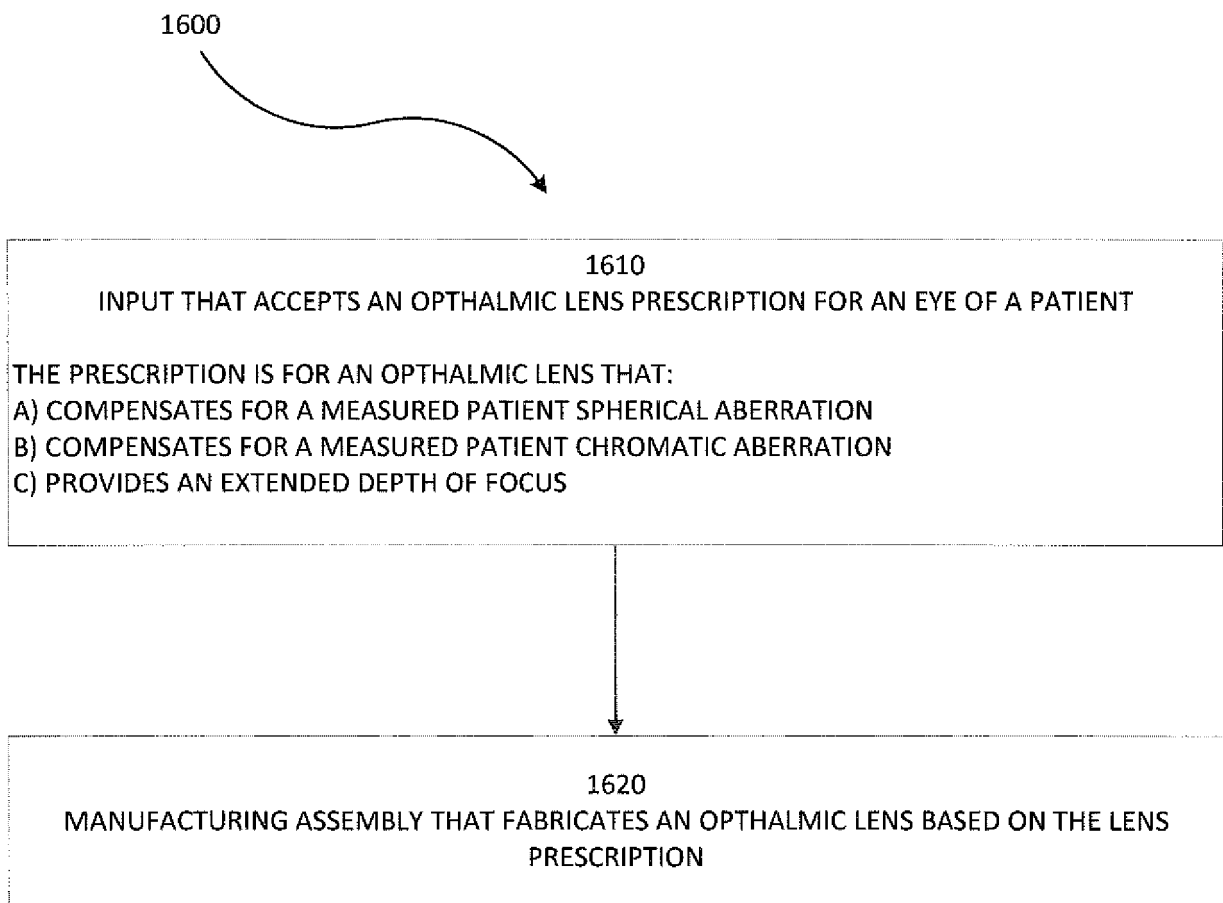 1600
1610
INPUT THAT ACCEPTS AN OPTHALMIC LENS PRESCRIPTION FOR AN EYE OF A PATIENT
THE PRESCRIPTION IS FOR AN OPTHALMIC LENS THAT:
A) COMPENSATES FOR A MEASURED PATIENT SPHERICAL ABERRATION
B) COMPENSATES FOR A MEASURED PATIENT CHROMATIC ABERRATION
C) PROVIDES AN EXTENDED DEPTH OF FOCUS
1620
MANUFACTURING ASSEMBLY THAT FABRICATES AN OPTHALMIC LENS BASED ON THE LENS
PRESCRIPTION